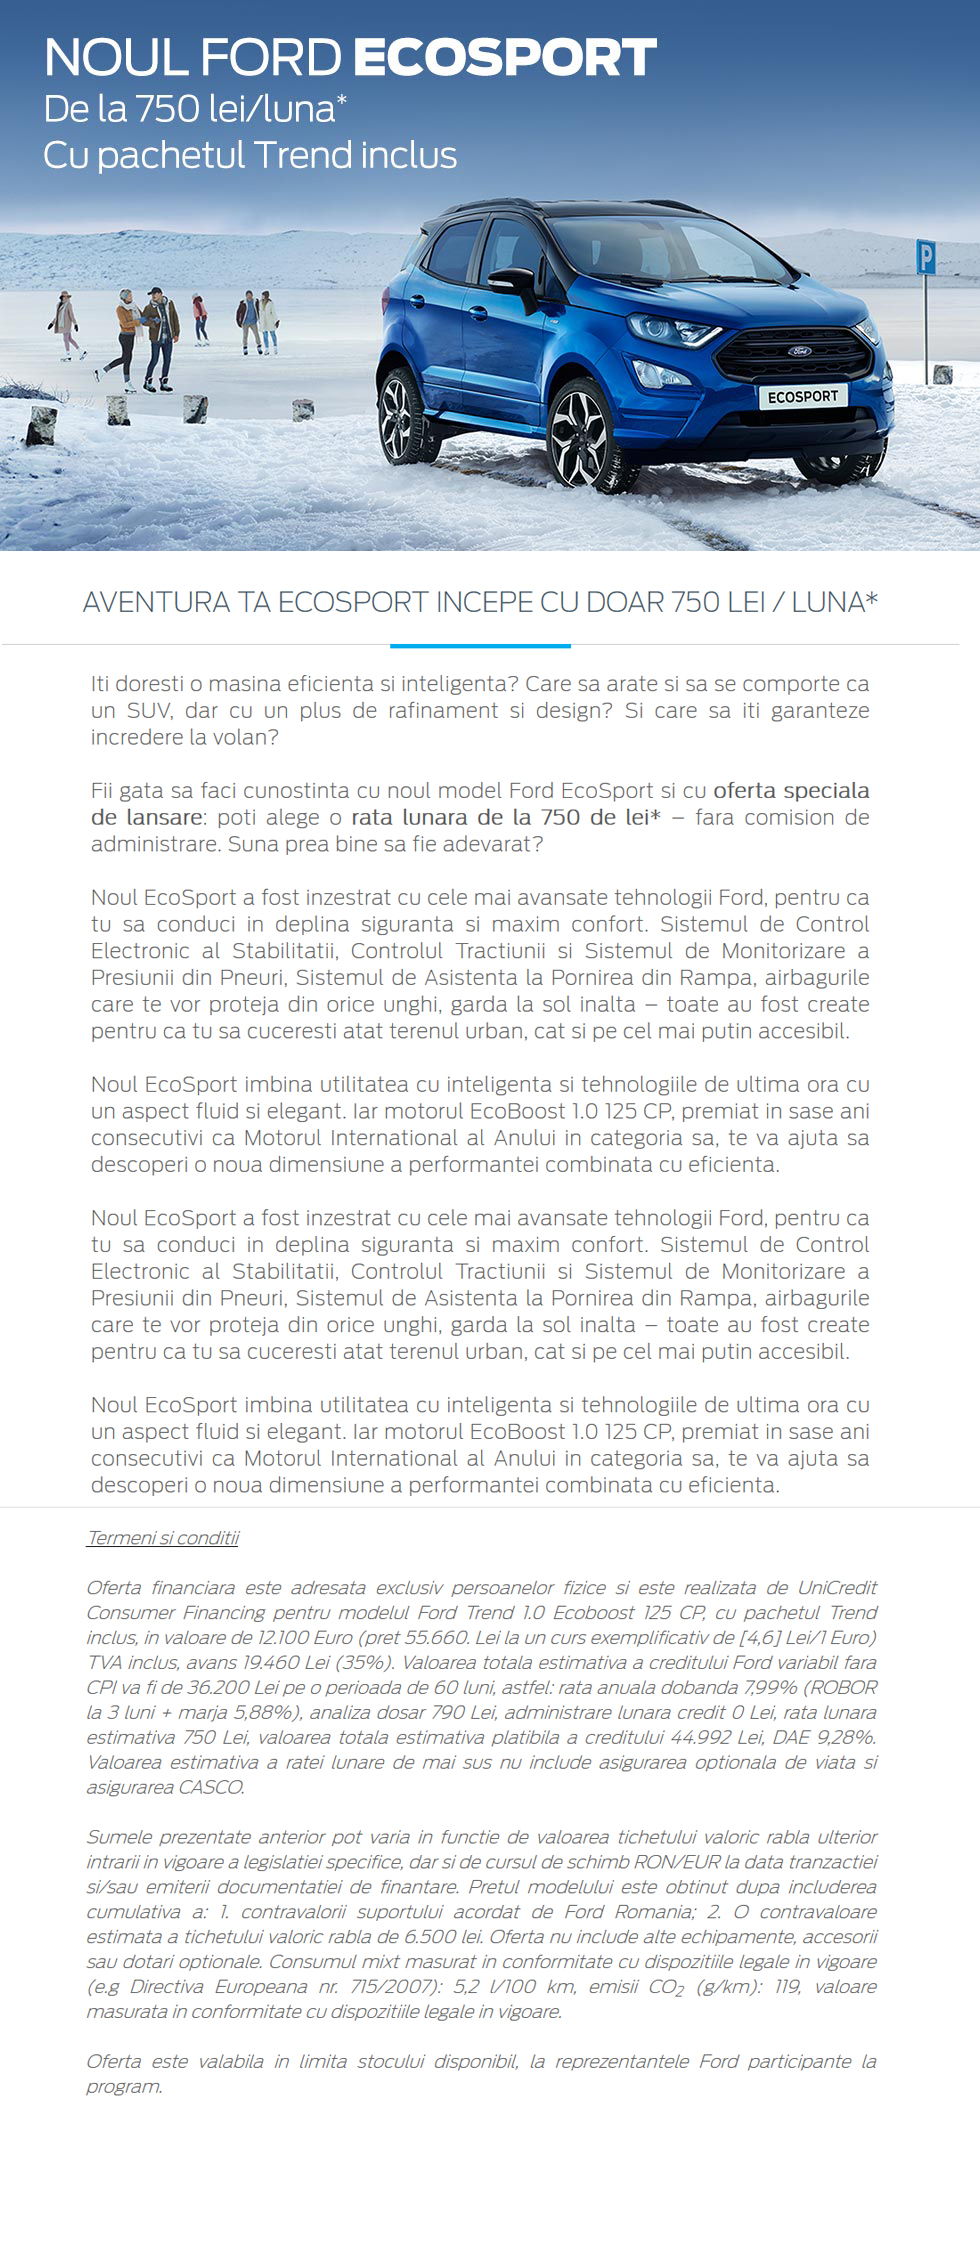 NOUL FORD ECOSPORT
De la 750 lei/luna*
Cu pachetul Trend inclus
P
Ford
ECOSPORT
AVENTURA TA ECOSPORT INCEPE CU DOAR 750 LEI / LUNA*
Iti doresti o masina eficienta si inteligenta? Care sa arate si sa se comporte ca
un SUV, dar cu un plus de rafinament si design? Si care sa iti garanteze
incredere la volan?
Fii gata sa faci cunostinta cu noul model Ford EcoSport si cu oferta speciala
de lansare: poti alege o rata lunara de la 750 de lei* – fara comision de
administrare. Suna prea bine sa fie adevarat?
Noul EcoSport a fost inzestrat cu cele mai avansate tehnologii Ford, pentru ca
tu sa conduci in deplina siguranta si maxim confort. Sistemul de Control
Electronic al Stabilitatii, Controlul Tractiunii si Sistemul de Monitorizare a
Presiunii din Pneuri, Sistemul de Asistenta la Pornirea din Rampa, airbagurile
care te vor proteja din orice unghi, garda la sol inalta – toate au fost create
pentru ca tu sa cuceresti atat terenul urban, cat si pe cel mai putin accesibil.
Noul EcoSport imbina utilitatea cu inteligenta si tehnologiile de ultima ora cu
un aspect fluid si elegant. Iar motorul EcoBoost 1.0 125 CP, premiat in sase ani
consecutivi ca Motorul International al Anului in categoria sa, te va ajuta sa
descoperi o noua dimensiune a performantei combinata cu eficienta.
Noul EcoSport a fost inzestrat cu cele mai avansate tehnologii Ford, pentru ca
tu sa conduci in deplina siguranta si maxim confort. Sistemul de Control
Electronic al Stabilitatii, Controlul Tractiunii si Sistemul de Monitorizare a
Presiunii din Pneuri, Sistemul de Asistenta la Pornirea din Rampa, airbagurile
care te vor proteja din orice unghi, garda la sol inalta – toate au fost create
pentru ca tu sa cuceresti atat terenul urban, cat si pe cel mai putin accesibil.
Noul EcoSport imbina utilitatea cu inteligenta si tehnologiile de ultima ora cu
un aspect fluid si elegant. Iar motorul EcoBoost 1.0 125 CP, premiat in sase ani
consecutivi ca Motorul International al Anului in categoria sa, te va ajuta sa
descoperi o noua dimensiune a performantei combinata cu eficienta.
Termeni si conditii
Oferta financiara este adresata exclusiv persoanelor fizice si este realizata de UniCredit
Consumer Financing pentru modelul Ford Trend 1.0 Ecoboost 125 CP, cu pachetul Trend
inclus, in valoare de 12.100 Euro (pret 55.660. Lei la un curs exemplificativ de [4,6] Lei/1 Euro)
TVA inclus, avans 19.460 Lei (35%). Valoarea totala estimativa a creditului Ford variabil fara
CPI va fi de 36.200 Lei pe o perioada de 60 luni, astfel: rata anuala dobanda 7,99% (ROBOR
la 3 luni + marja 5,88%), analiza dosar 790 Lei, administrare lunara credit 0 Lei, rata lunara
estimativa 750 Lei, valoarea totala estimativa platibila a creditului 44.992 Lei, DAE 9,28%.
Valoarea estimativa a ratei lunare de mai sus nu include asigurarea optionala de viata si
asigurarea CASCO.
Sumele prezentate anterior pot varia in functie de valoarea tichetului valoric rabla ulterior
intrarii in vigoare a legislatiei specifice, dar si de cursul de schimb RON/EUR la data tranzactiei
si/sau emiterii documentatiei de finantare. Pretul modelului este obtinut dupa includerea
cumulativa a: 1. contravalorii suportului acordat de Ford Romania; 2. O contravaloare
estimata a tichetului valoric rabla de 6.500 lei. Oferta nu include alte echipamente, accesorii
sau dotari optionale. Consumul mixt masurat in conformitate cu dispozitiile legale in vigoare
(e.g Directiva Europeana nr. 715/2007): 5,2 l/100 km, emisii CO₂ (g/km): 119, valoare
masurata in conformitate cu dispozitiile legale in vigoare.
Oferta este valabila in limita stocului disponibil, la reprezentantele Ford participante la
program.